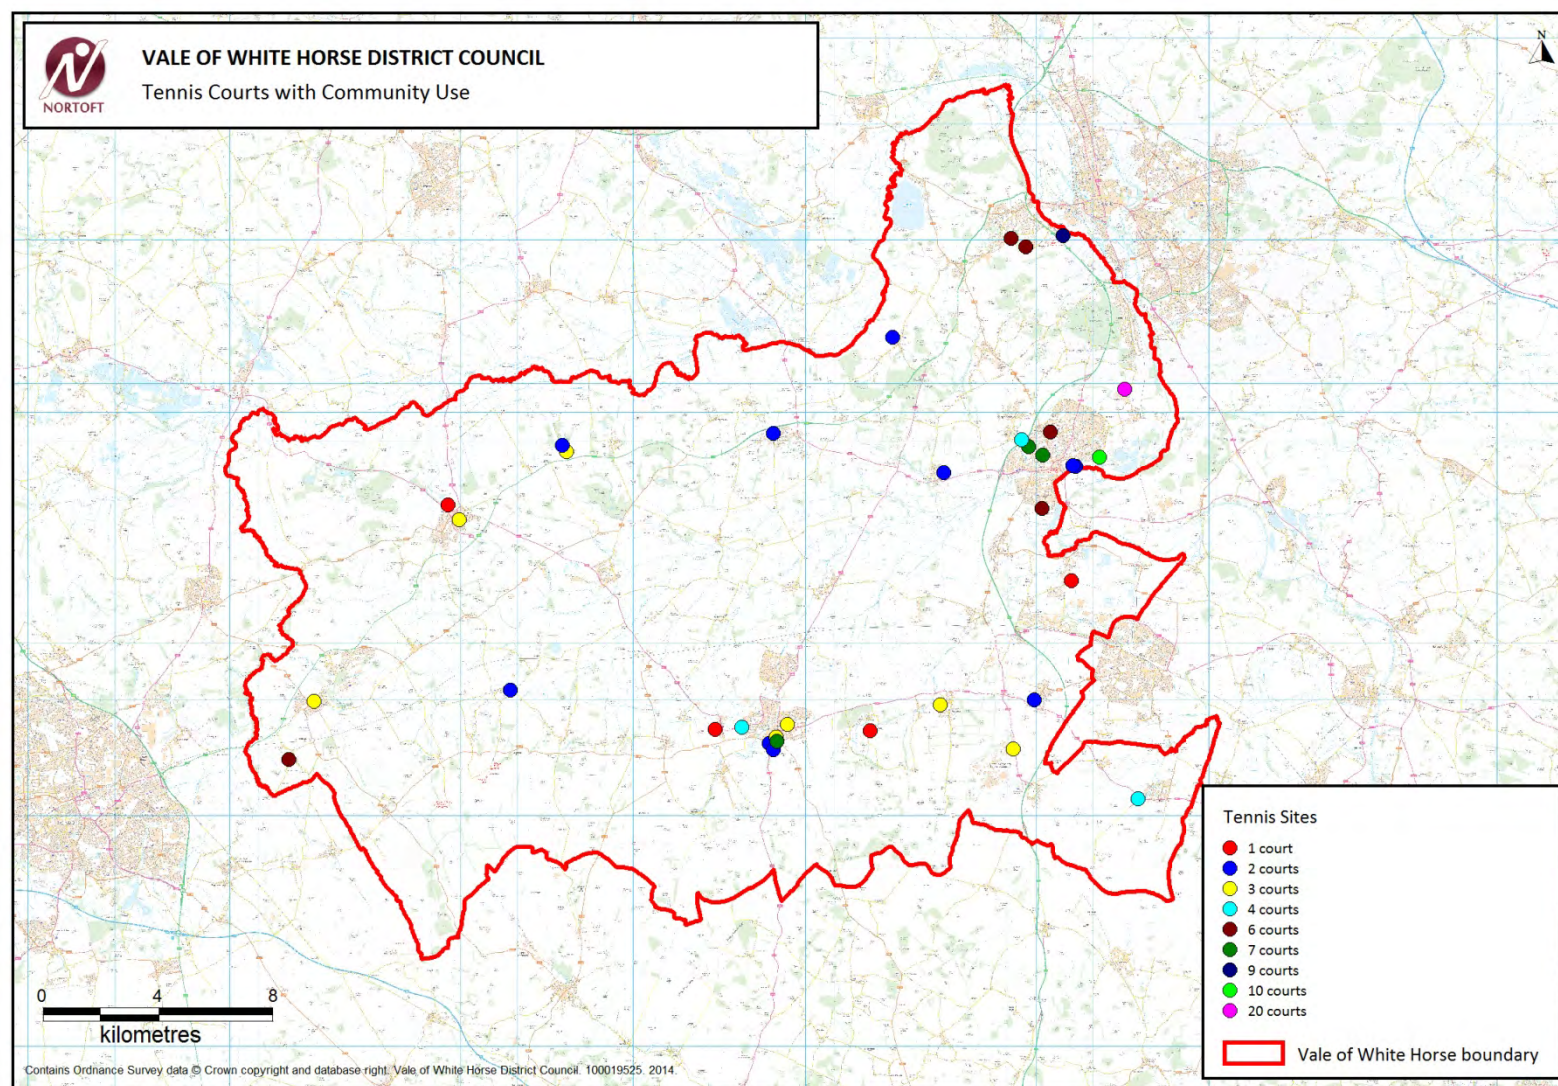 NORTOFT
VALE OF WHITE HORSE DISTRICT COUNCIL
Tennis Courts with Community Use
N
Tennis Sites
1 court
2 courts
3 courts
4 courts
6 courts
7 courts
9 courts
10 courts
20 courts
Vale of White Horse boundary
0 4 8
kilometres
Contains Ordnance Survey data © Crown copyright and database right. Vale of White Horse District Council. 100019525. 2014.